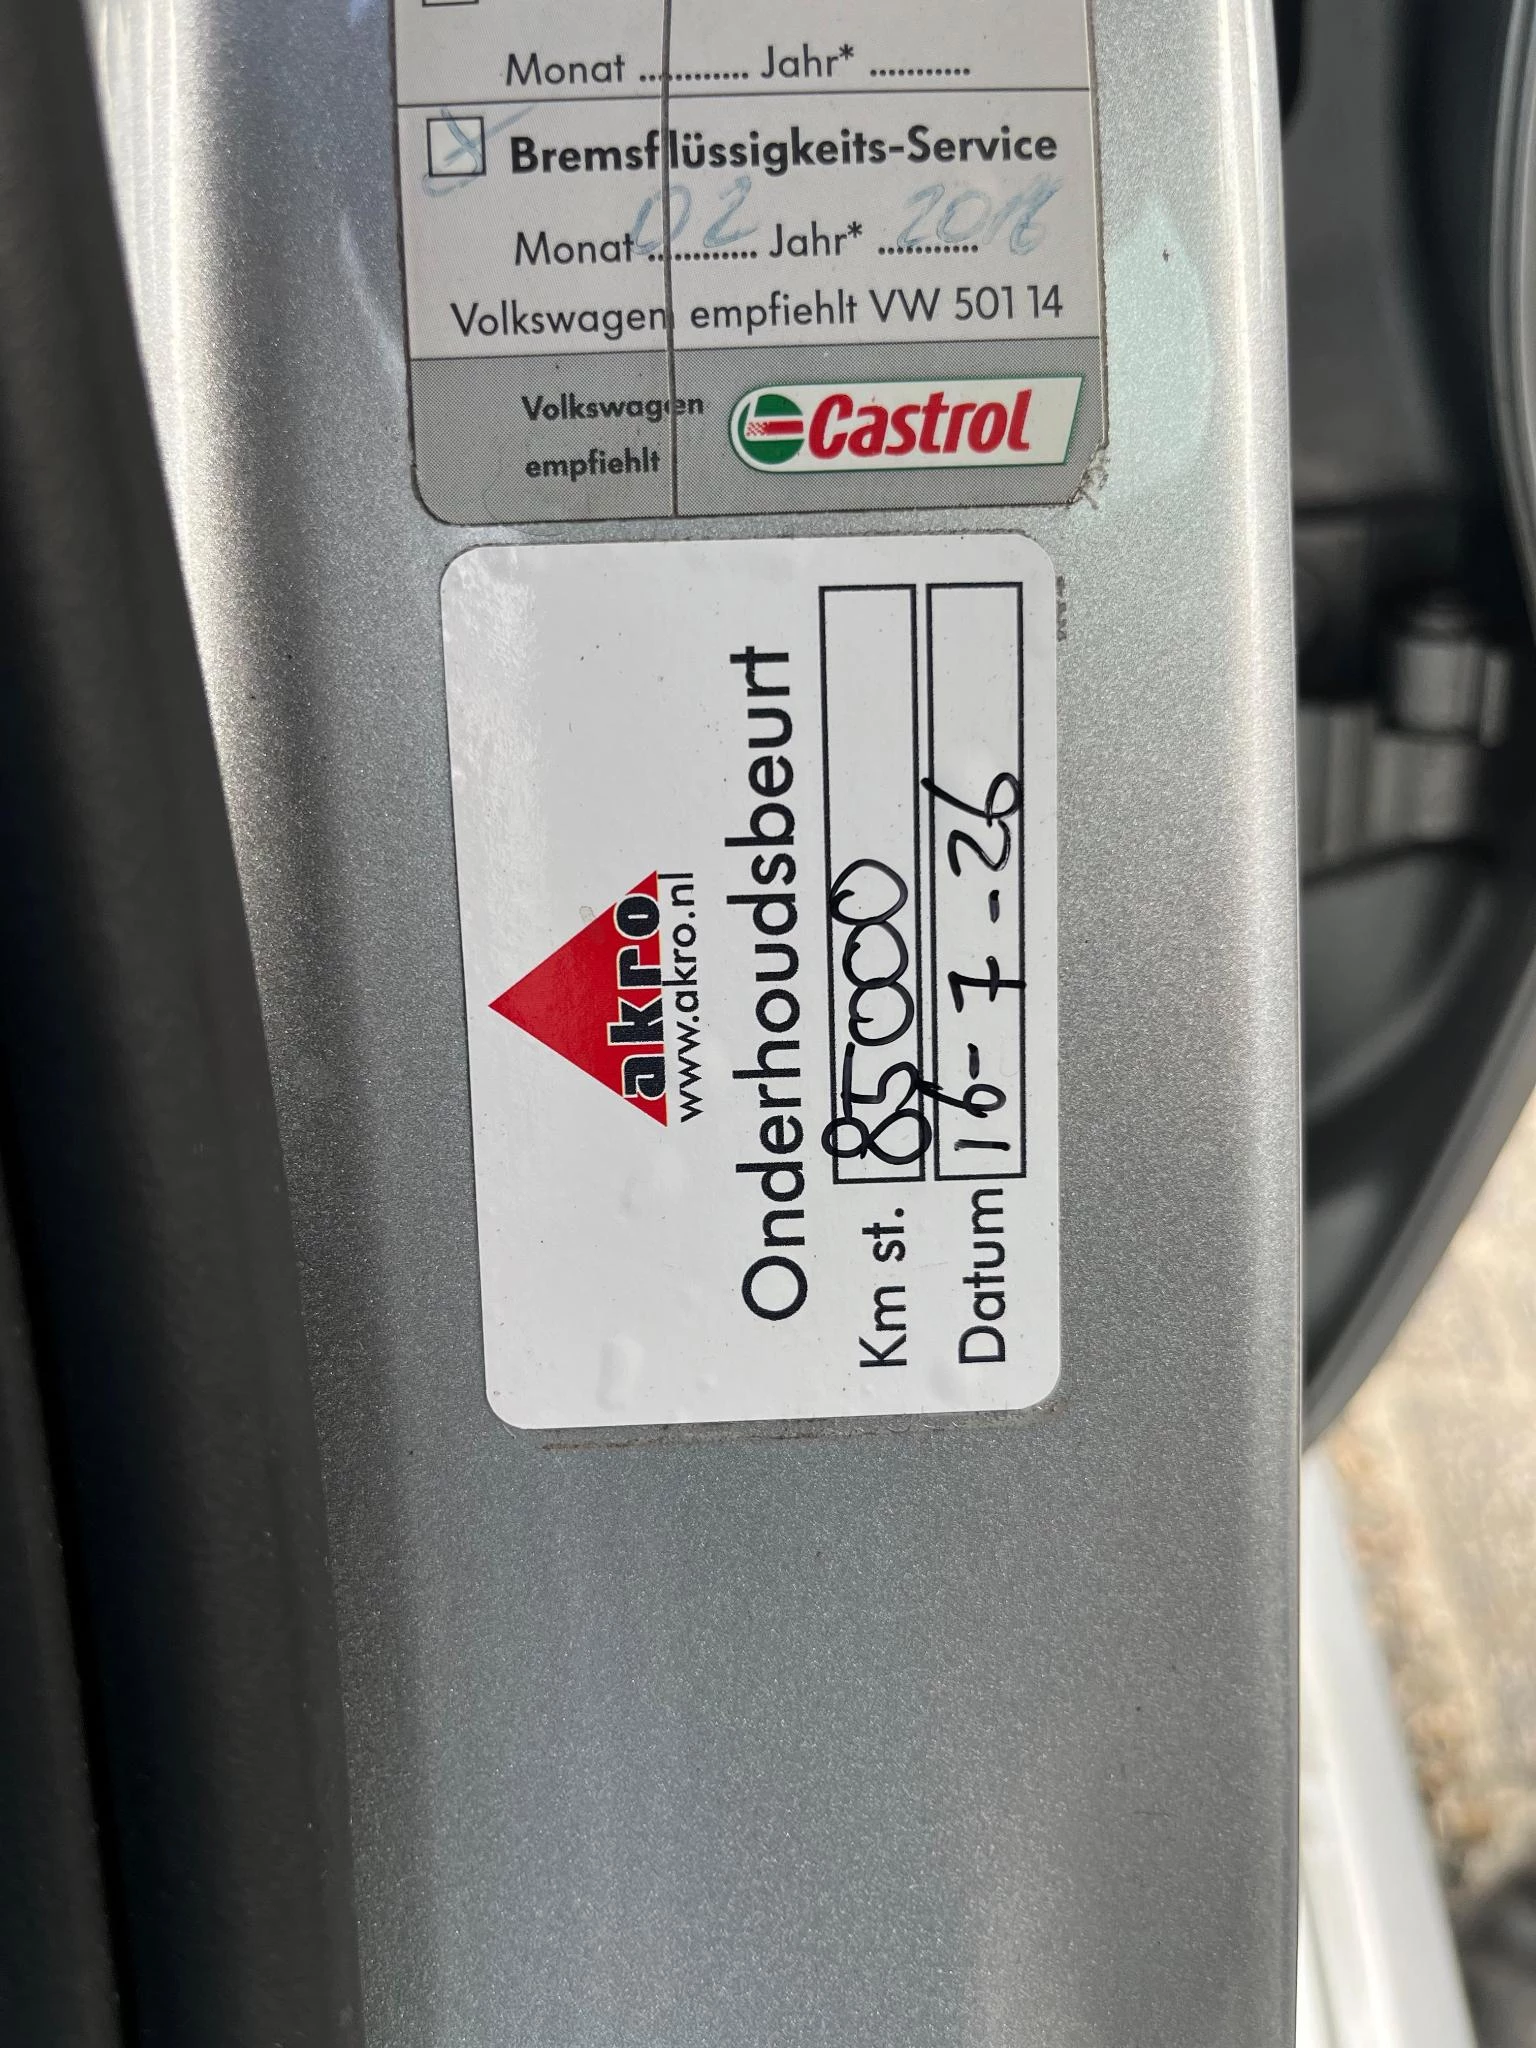 Monat ............ Jahr* ............
Bremsflüssigkeits-Service
Monat 02 Jahr* 2016
Volkswagen empfiehlt VW 501 14
Volkswagen
empfiehlt
Castrol
akro
www.akro.nl
Onderhoudsbeurt
Km st. 85000
Datum 16-7-26